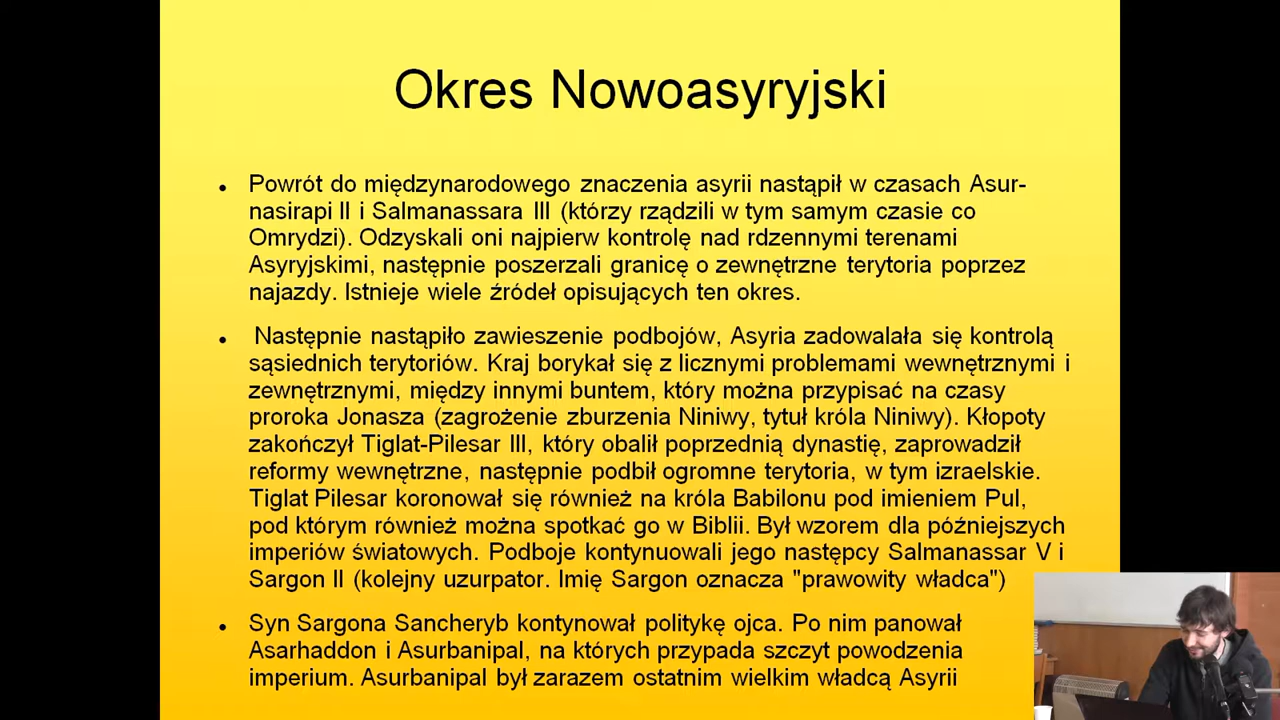 Okres Nowoasyryjski
Powrót do międzynarodowego znaczenia asyrii nastąpił w czasach Asur-
nasirapi II i Salmanassara III (którzy rządzili w tym samym czasie co
Omrydzi). Odzyskali oni najpierw kontrolę nad rdzennymi terenami
Asyryjskimi, następnie poszerzali granicę o zewnętrzne terytoria poprzez
najazdy. Istnieje wiele źródeł opisujących ten okres.
Następnie nastąpiło zawieszenie podbojów, Asyria zadowalała się kontrolą
sąsiednich terytoriów. Kraj borykał się z licznymi problemami wewnętrznymi i
zewnętrznymi, między innymi buntem, który można przypisać na czasy
proroka Jonasza (zagrożenie zburzenia Niniwy, tytuł króla Niniwy). Kłopoty
zakończył Tiglat-Pilesar III, który obalił poprzednią dynastię, zaprowadził
reformy wewnętrzne, następnie podbił ogromne terytoria, w tym izraelskie.
Tiglat Pilesar koronował się również na króla Babilonu pod imieniem Pul,
pod którym również można spotkać go w Biblii. Był wzorem dla późniejszych
imperiów światowych. Podboje kontynuowali jego następcy Salmanassar V i
Sargon II (kolejny uzurpator. Imię Sargon oznacza "prawowity władca")
Syn Sargona Sancheryb kontynował politykę ojca. Po nim panował
Asarhaddon i Asurbanipal, na których przypada szczyt powodzenia
imperium. Asurbanipal był zarazem ostatnim wielkim władcą Asyrii